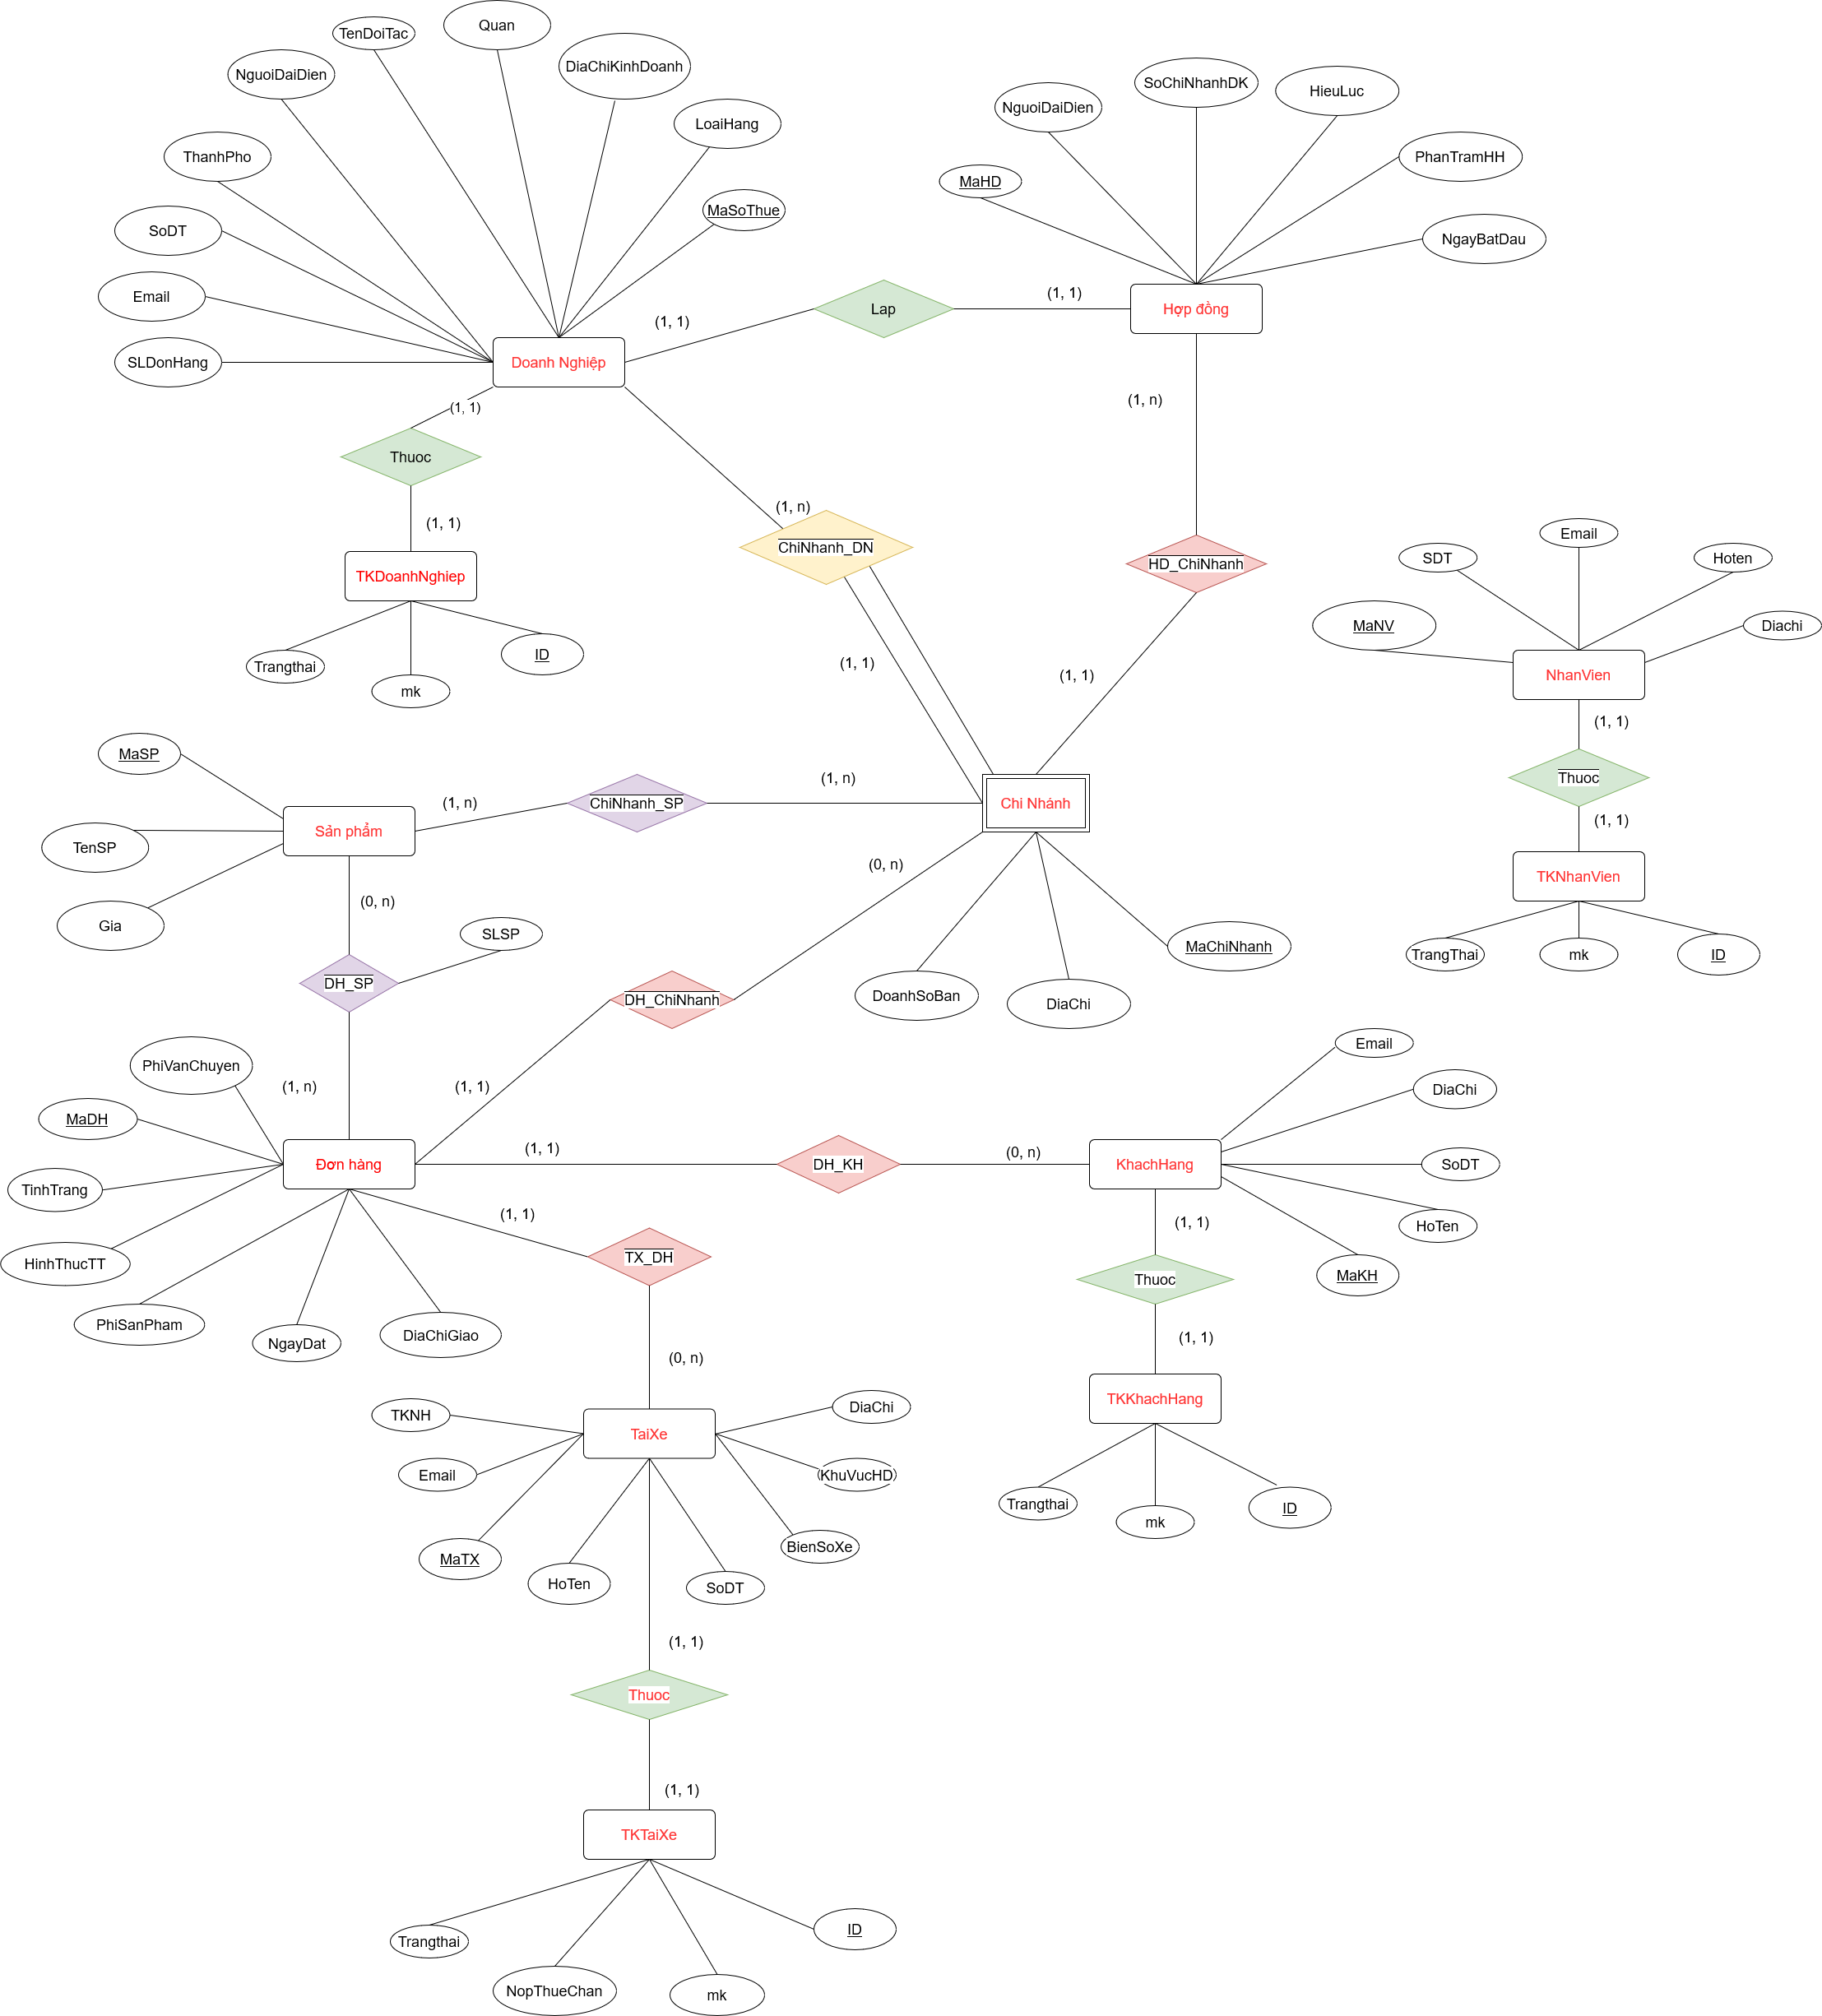 Quan
TenDoiTac
DiaChiKinhDoanh
NguoiDaiDien
SoChiNhanhDK
HieuLuc
NguoiDaiDien
LoaiHang
ThanhPho
PhanTramHH
MaHD
MaSoThue
SoDT
NgayBatDau
Email
(1, 1)
Lap
Hợp đồng
(1, 1)
SLDonHang
Doanh Nghiệp
(1, n)
(1, 1)
Thuoc
(1, n)
(1, 1)
Email
ChiNhanh_DN
HD_ChiNhanh
SDT
Hoten
TKDoanhNghiep
MaNV
Diachi
ID
(1, 1)
Trangthai
(1, 1)
NhanVien
mk
(1, 1)
MaSP
(1, n)
Thuoc
(1, n)
ChiNhanh_SP
Chi Nhánh
(1, 1)
Sản phẩm
TenSP
(0, n)
TKNhanVien
(0, n)
Gia
SLSP
MaChiNhanh
TrangThai
mk
ID
DH_SP
DH_ChiNhanh
DoanhSoBan
DiaChi
Email
PhiVanChuyen
(1, n)
(1, 1)
DiaChi
MaDH
(1, 1)
(0, n)
Đơn hàng
DH_KH
KhachHang
SoDT
TinhTrang
(1, 1)
(1, 1)
HoTen
TX_DH
HinhThucTT
Thuoc
MaKH
PhiSanPham
DiaChiGiao
(1, 1)
NgayDat
(0, n)
TKKhachHang
DiaChi
TKNH
TaiXe
Email
KhuVucHD
Trangthai
ID
mk
BienSoXe
MaTX
HoTen
SoDT
(1, 1)
Thuoc
(1, 1)
TKTaiXe
ID
Trangthai
NopThueChan
mk